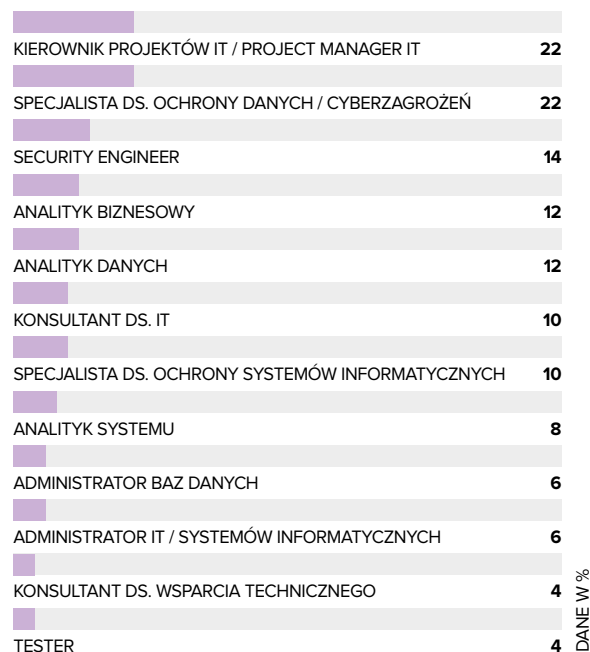 KIEROWNIK PROJEKTÓW IT / PROJECT MANAGER IT 22
SPECJALISTA DS. OCHRONY DANYCH / CYBERZAGROŻEŃ 22
SECURITY ENGINEER 14
ANALITYK BIZNESOWY 12
ANALITYK DANYCH 12
KONSULTANT DS. IT 10
SPECJALISTA DS. OCHRONY SYSTEMÓW INFORMATYCZNYCH 10
ANALITYK SYSTEMU 8
ADMINISTRATOR BAZ DANYCH 6
ADMINISTRATOR IT / SYSTEMÓW INFORMATYCZNYCH 6
KONSULTANT DS. WSPARCIA TECHNICZNEGO 4
TESTER 4
DANE W %